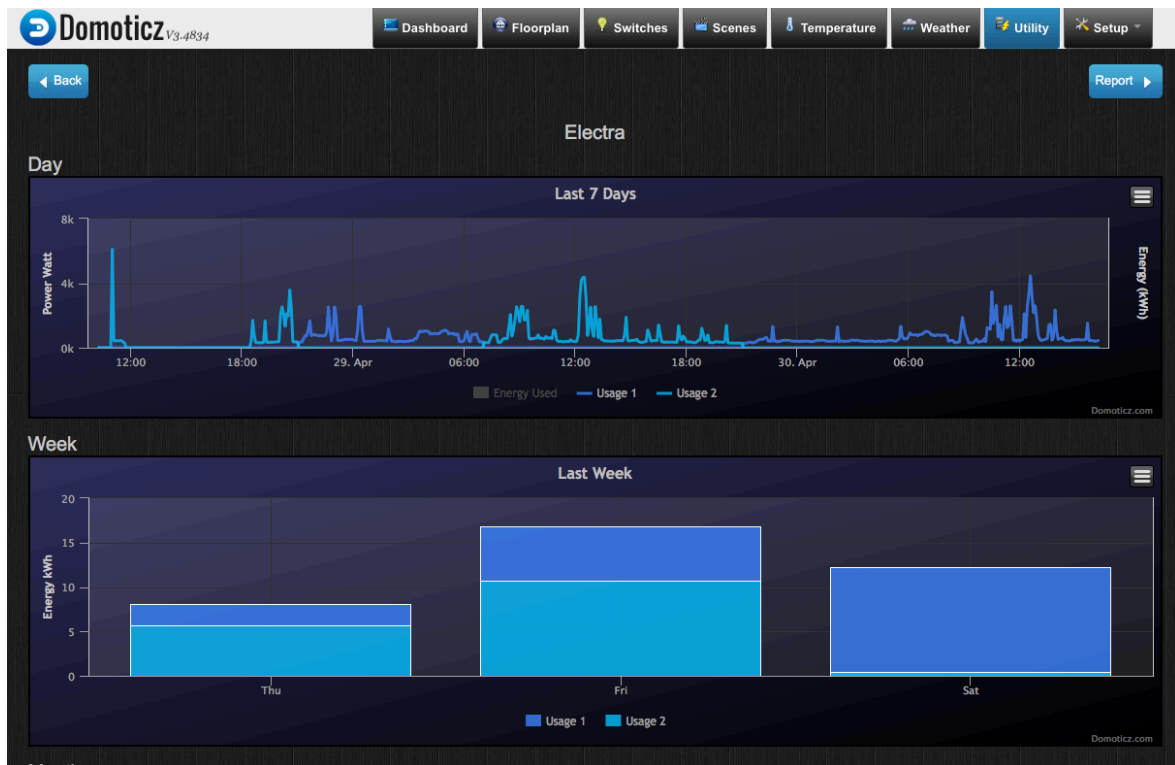 Domoticz V3.4834
Dashboard Floorplan Switches Scenes Temperature Weather Utility Setup
Back Report
Electra
Day
Last 7 Days
Power Watt
8k
4k
0k
Energy (kWh)
12:00 18:00 29. Apr 06:00 12:00 18:00 30. Apr 06:00 12:00
Energy Used Usage 1 Usage 2
Domoticz.com
Week
Last Week
Energy kWh
20
15
10
5
0
Thu Fri Sat
Usage 1 Usage 2
Domoticz.com